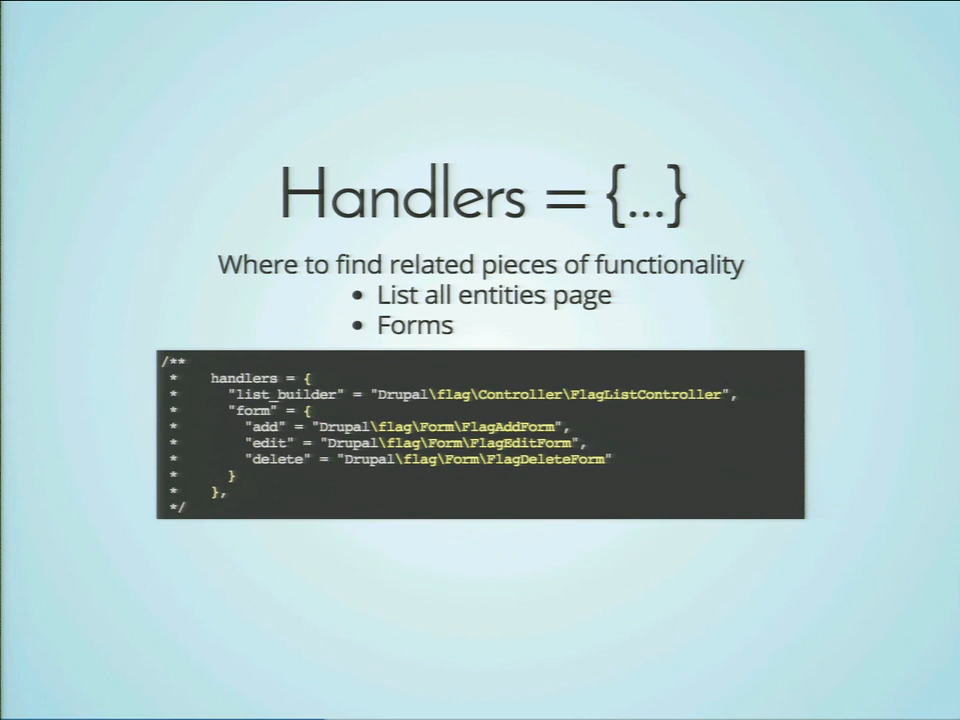 Handlers = {...}
Where to find related pieces of functionality
• List all entities page
• Forms
/**
 *    handlers = {
 *      "list_builder" = "Drupal\flag\Controller\FlagListController",
 *      "form" = {
 *        "add" = "Drupal\flag\Form\FlagAddForm",
 *        "edit" = "Drupal\flag\Form\FlagEditForm",
 *        "delete" = "Drupal\flag\Form\FlagDeleteForm"
 *      }
 *    },
 */